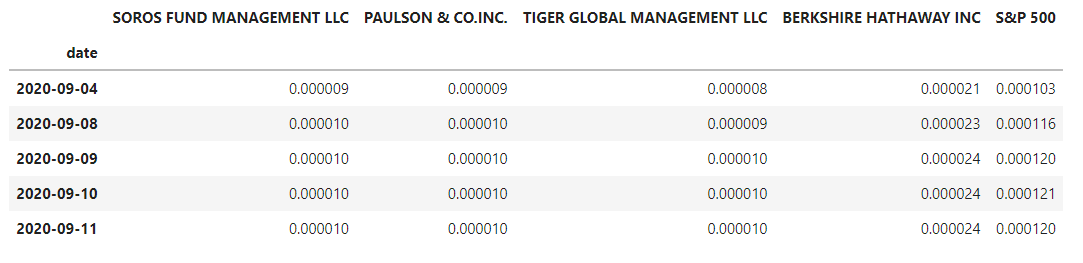 SOROS FUND MANAGEMENT LLC PAULSON & CO.INC. TIGER GLOBAL MANAGEMENT LLC BERKSHIRE HATHAWAY INC S&P 500
date
2020-09-04 0.000009 0.000009 0.000008 0.000021 0.000103
2020-09-08 0.000010 0.000010 0.000009 0.000023 0.000116
2020-09-09 0.000010 0.000010 0.000010 0.000024 0.000120
2020-09-10 0.000010 0.000010 0.000010 0.000024 0.000121
2020-09-11 0.000010 0.000010 0.000010 0.000024 0.000120